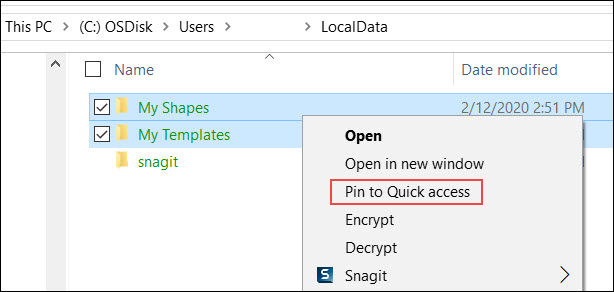 This PC > (C:) OSDisk > Users > > LocalData
Name Date modified
My Shapes 2/12/2020 2:51 PM
My Templates
snagit
Open
Open in new window
Pin to Quick access
Encrypt
Decrypt
Snagit